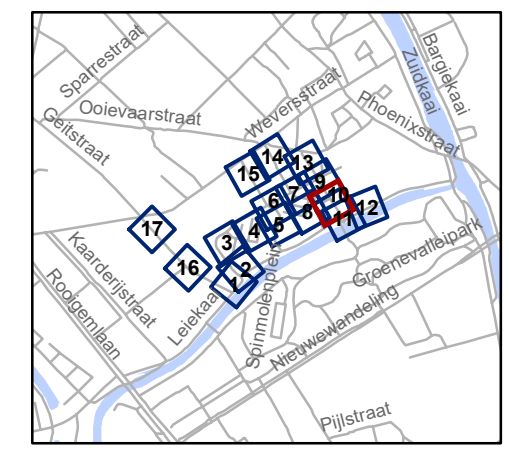 Sparrestraat
Bargiekaai
Zuidkaai
Ooievaarstraat
Weversstraat
Phoenixstraat
Geitstraat
14
13
15
9
7
10
6
12
8
11
5
4
17
3
16
2
1
Kaarderijstraat
Leiekaai
Spinmolenplein
Groenevalleipark
Rooigemlaan
Nieuwewandeling
Pijlstraat